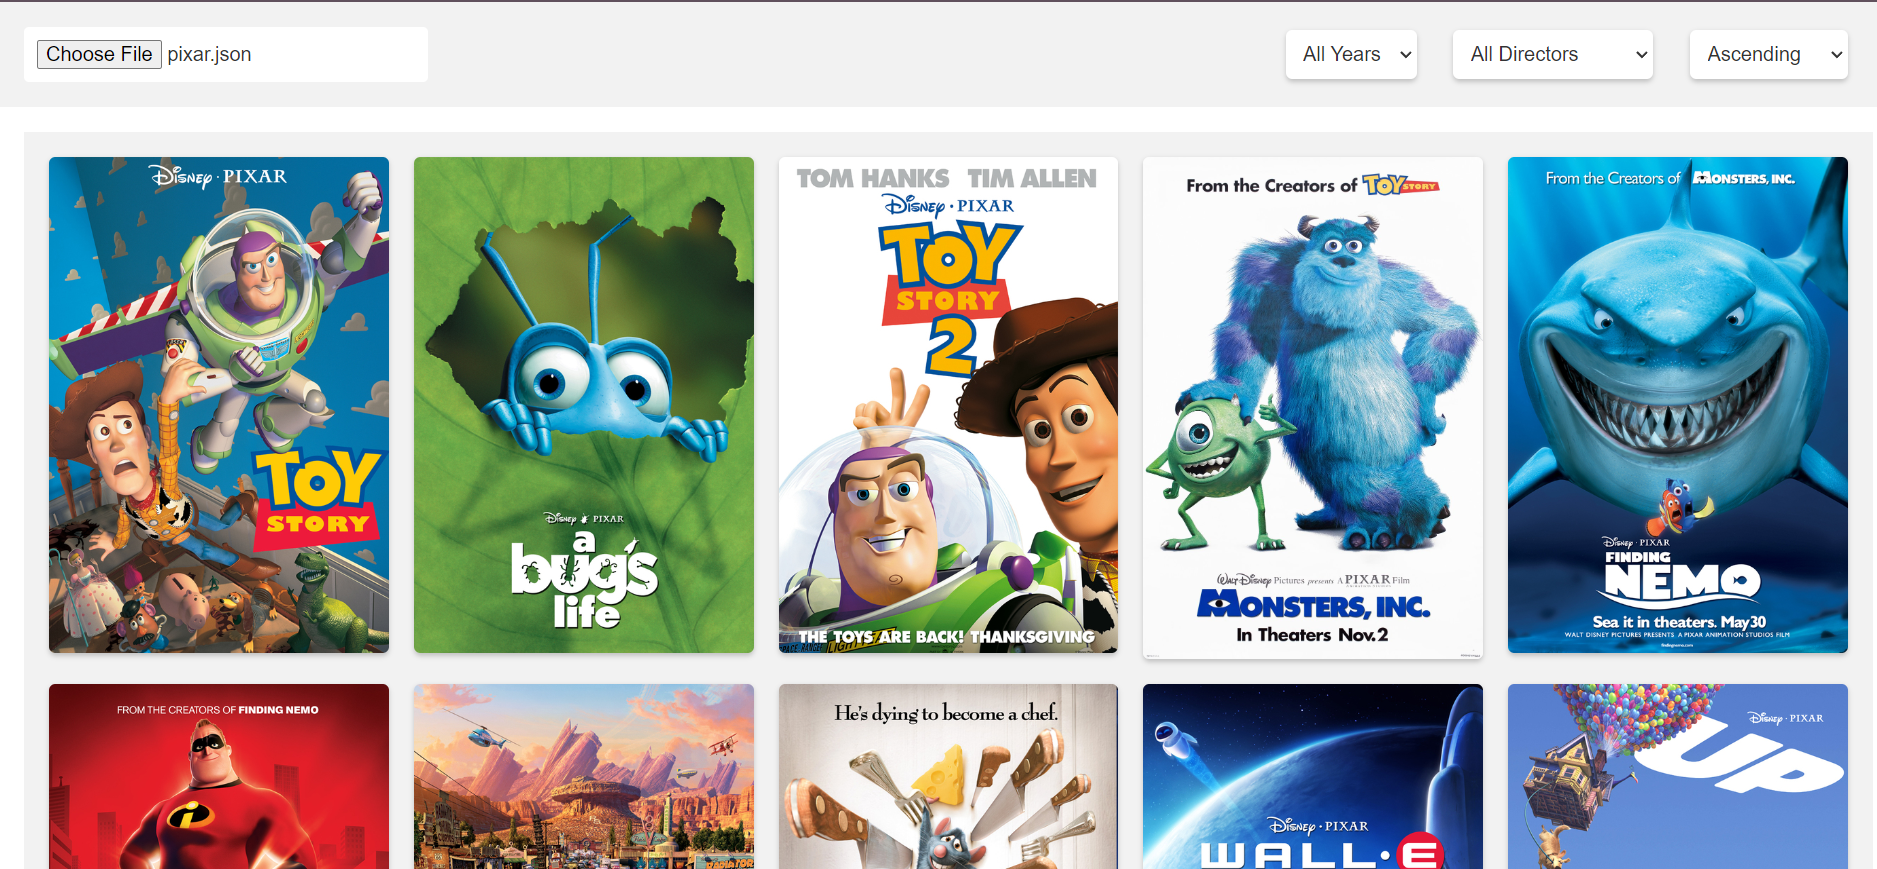 Choose File pixar.json
All Years
All Directors
Ascending
Disney · PIXAR
TOY
STORY
Disney PIXAR
a
bug's
life
TOM HANKS TIM ALLEN
Disney · PIXAR
TOY
STORY
2
THE TOYS ARE BACK! THANKSGIVING
From the Creators of TOY STORY
Walt Disney Pictures presents A PIXAR Film
MONSTERS, INC.
In Theaters Nov. 2
From the Creators of MONSTERS, INC.
Disney · PIXAR
FINDING
NEMO
Sea it in theaters. May 30
WALT DISNEY PICTURES PRESENTS A PIXAR ANIMATION STUDIOS FILM
FROM THE CREATORS OF FINDING NEMO
He's dying to become a chef.
Disney · PIXAR
WALL·E
Disney · PIXAR
UP